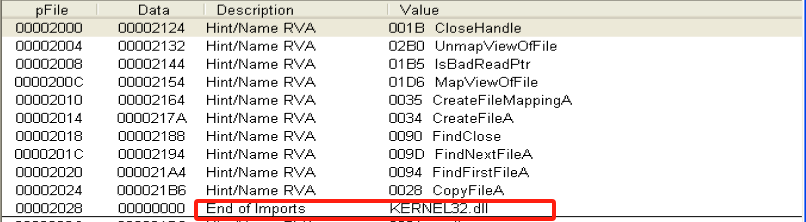 pFile Data Description Value
00002000 00002124 Hint/Name RVA 001B CloseHandle
00002004 00002132 Hint/Name RVA 02B0 UnmapViewOfFile
00002008 00002144 Hint/Name RVA 01B5 IsBadReadPtr
0000200C 00002154 Hint/Name RVA 01D6 MapViewOfFile
00002010 00002164 Hint/Name RVA 0035 CreateFileMappingA
00002014 0000217A Hint/Name RVA 0034 CreateFileA
00002018 00002188 Hint/Name RVA 0090 FindClose
0000201C 00002194 Hint/Name RVA 009D FindNextFileA
00002020 000021A4 Hint/Name RVA 0094 FindFirstFileA
00002024 000021B6 Hint/Name RVA 0028 CopyFileA
00002028 00000000 End of Imports KERNEL32.dll